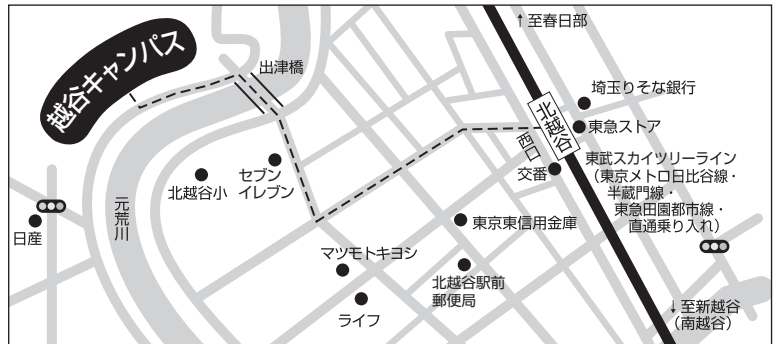 ↑至春日部
越谷キャンパス
出津橋
埼玉りそな銀行
北越谷
東急ストア
西口
交番
東武スカイツリーライン
（東京メトロ日比谷線・
半蔵門線・
東急田園都市線・
直通乗り入れ）
セブン
イレブン
北越谷小
元荒川
日産
東京東信用金庫
マツモトキヨシ
北越谷駅前
郵便局
ライフ
↓至新越谷
（南越谷）